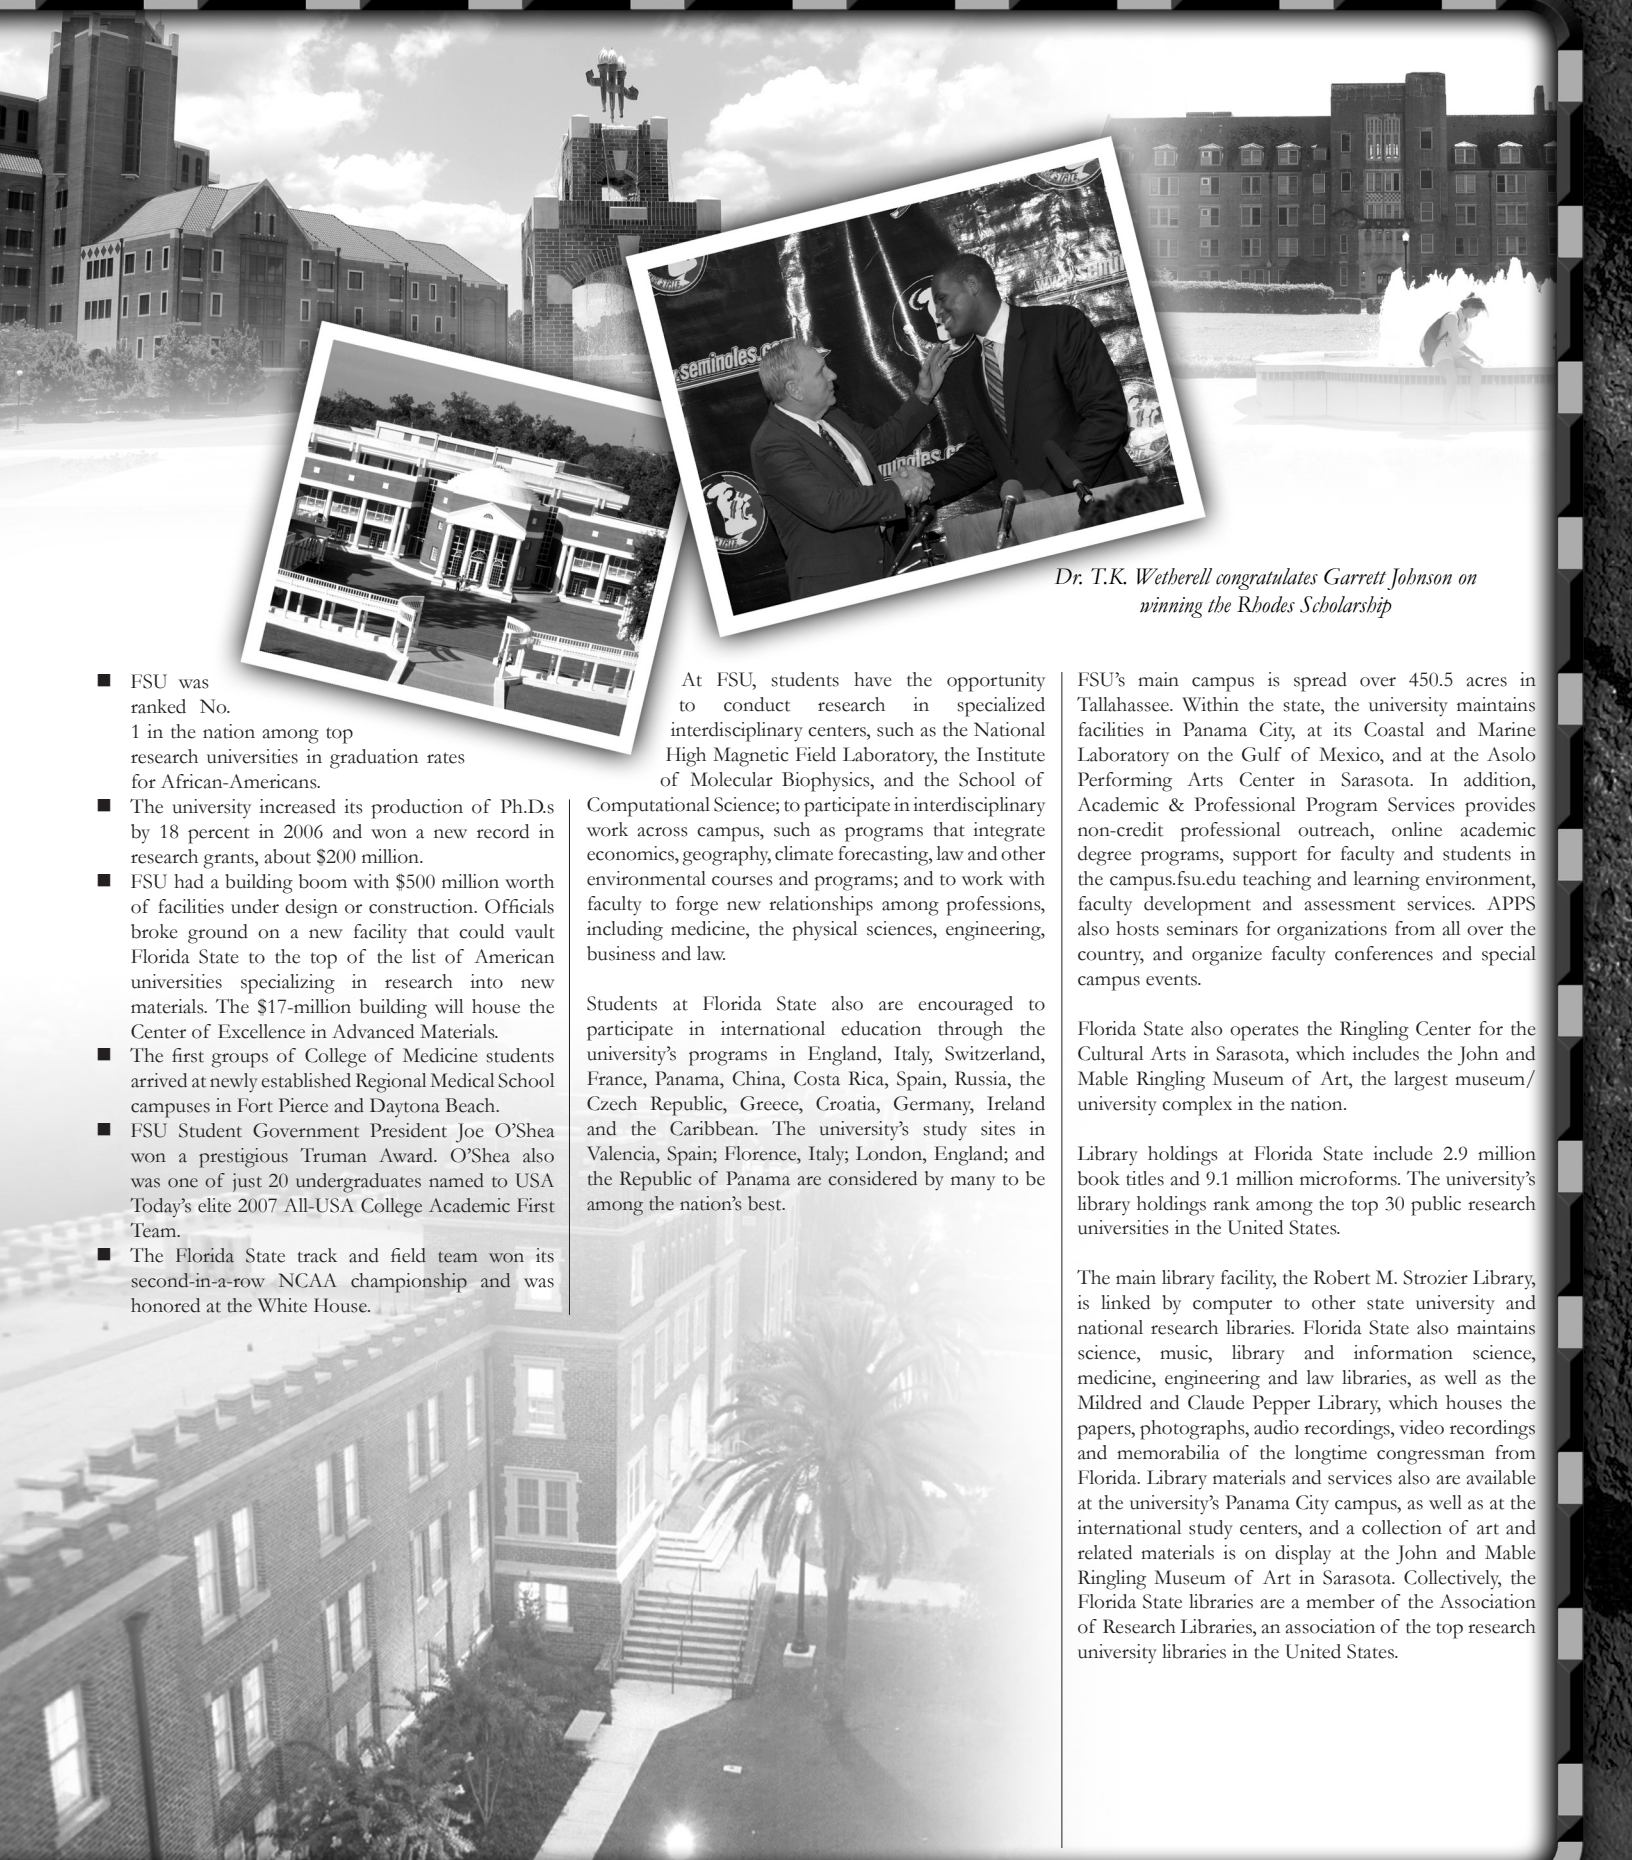 .seminoles.c
Dr. T.K. Wetherell congratulates Garrett Johnson on
winning the Rhodes Scholarship
■ FSU was
ranked No.
1 in the nation among top
research universities in graduation rates
for African-Americans.
■ The university increased its production of Ph.D.s
by 18 percent in 2006 and won a new record in
research grants, about $200 million.
■ FSU had a building boom with $500 million worth
of facilities under design or construction. Officials
broke ground on a new facility that could vault
Florida State to the top of the list of American
universities specializing in research into new
materials. The $17-million building will house the
Center of Excellence in Advanced Materials.
■ The first groups of College of Medicine students
arrived at newly established Regional Medical School
campuses in Fort Pierce and Daytona Beach.
■ FSU Student Government President Joe O'Shea
won a prestigious Truman Award. O'Shea also
was one of just 20 undergraduates named to USA
Today's elite 2007 All-USA College Academic First
Team.
■ The Florida State track and field team won its
second-in-a-row NCAA championship and was
honored at the White House.
At FSU, students have the opportunity
to conduct research in specialized
interdisciplinary centers, such as the National
High Magnetic Field Laboratory, the Institute
of Molecular Biophysics, and the School of
Computational Science; to participate in interdisciplinary
work across campus, such as programs that integrate
economics, geography, climate forecasting, law and other
environmental courses and programs; and to work with
faculty to forge new relationships among professions,
including medicine, the physical sciences, engineering,
business and law.
Students at Florida State also are encouraged to
participate in international education through the
university's programs in England, Italy, Switzerland,
France, Panama, China, Costa Rica, Spain, Russia, the
Czech Republic, Greece, Croatia, Germany, Ireland
and the Caribbean. The university's study sites in
Valencia, Spain; Florence, Italy; London, England; and
the Republic of Panama are considered by many to be
among the nation's best.
FSU's main campus is spread over 450.5 acres in
Tallahassee. Within the state, the university maintains
facilities in Panama City, at its Coastal and Marine
Laboratory on the Gulf of Mexico, and at the Asolo
Performing Arts Center in Sarasota. In addition,
Academic & Professional Program Services provides
non-credit professional outreach, online academic
degree programs, support for faculty and students in
the campus.fsu.edu teaching and learning environment,
faculty development and assessment services. APPS
also hosts seminars for organizations from all over the
country, and organize faculty conferences and special
campus events.
Florida State also operates the Ringling Center for the
Cultural Arts in Sarasota, which includes the John and
Mable Ringling Museum of Art, the largest museum/
university complex in the nation.
Library holdings at Florida State include 2.9 million
book titles and 9.1 million microforms. The university's
library holdings rank among the top 30 public research
universities in the United States.
The main library facility, the Robert M. Strozier Library,
is linked by computer to other state university and
national research libraries. Florida State also maintains
science, music, library and information science,
medicine, engineering and law libraries, as well as the
Mildred and Claude Pepper Library, which houses the
papers, photographs, audio recordings, video recordings
and memorabilia of the longtime congressman from
Florida. Library materials and services also are available
at the university's Panama City campus, as well as at the
international study centers, and a collection of art and
related materials is on display at the John and Mable
Ringling Museum of Art in Sarasota. Collectively, the
Florida State libraries are a member of the Association
of Research Libraries, an association of the top research
university libraries in the United States.